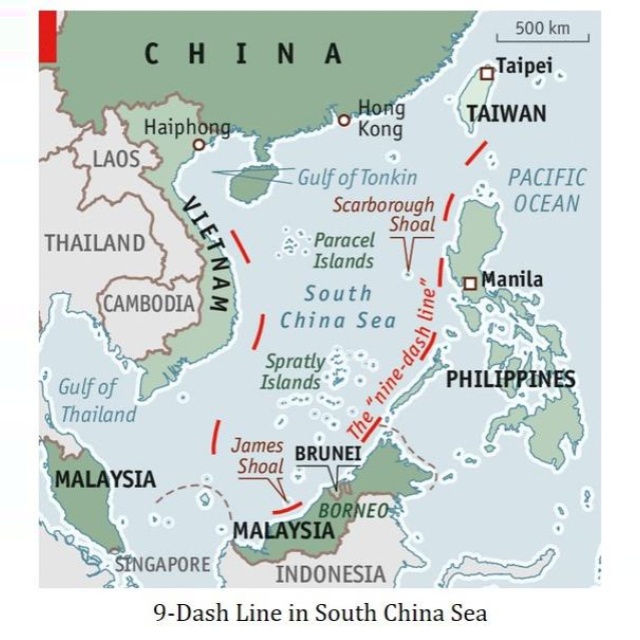 CHINA
500 km
Taipei
TAIWAN
Hong
Kong
Haiphong
LAOS
Gulf of Tonkin
PACIFIC
OCEAN
Scarborough
Shoal
VIETNAM
THAILAND
Paracel
Islands
Manila
CAMBODIA
South
China Sea
The "nine-dash line"
Spratly
Islands
PHILIPPINES
Gulf of
Thailand
James
Shoal
BRUNEI
MALAYSIA
BORNEO
MALAYSIA
SINGAPORE
INDONESIA
9-Dash Line in South China Sea